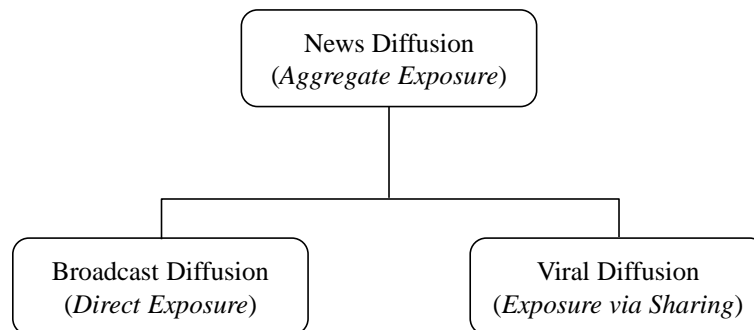 News Diffusion
(Aggregate Exposure)
Broadcast Diffusion
(Direct Exposure)
Viral Diffusion
(Exposure via Sharing)